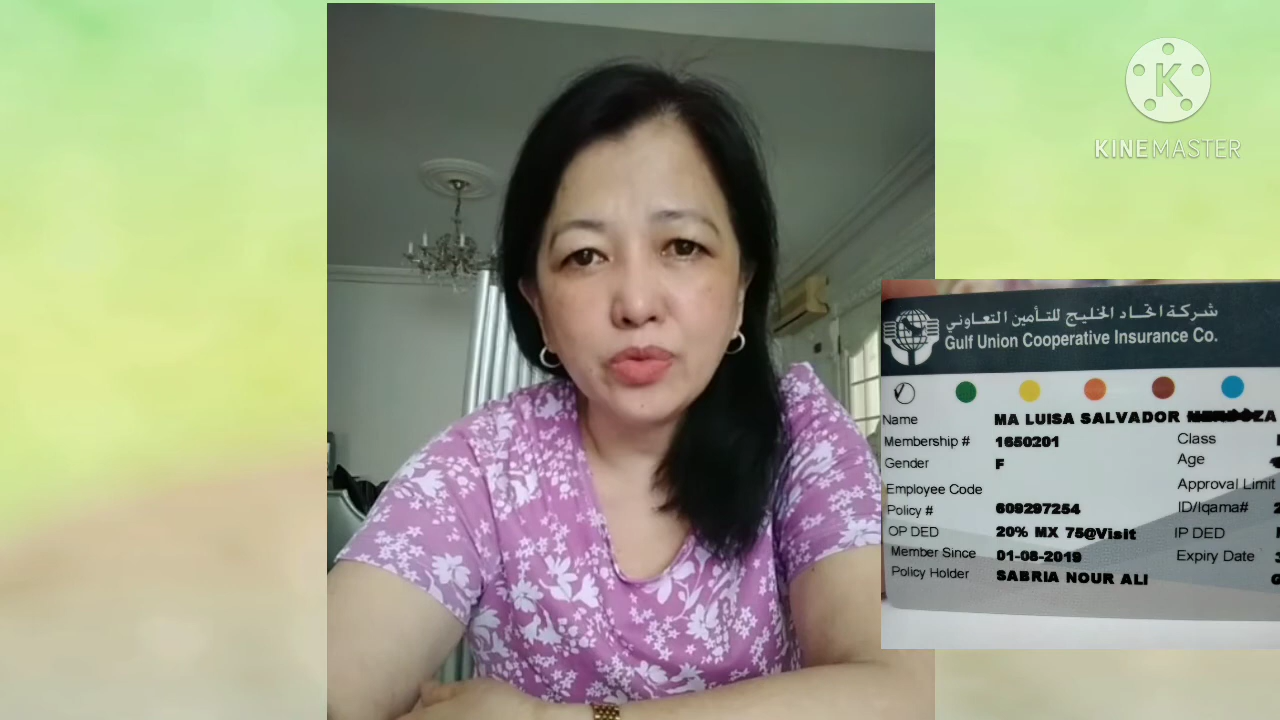 KINEMASTER
شركة اتحاد الخليج للتأمين التعاوني
Gulf Union Cooperative Insurance Co.
Name MA LUISA SALVADOR
Membership # 1650201 Class
Gender F Age
Employee Code Approval Limit
Policy # 609297254 ID/Iqama# 2
OP DED 20% MX 75@Visit IP DED
Member Since 01-08-2019 Expiry Date 3
Policy Holder SABRIA NOUR ALI